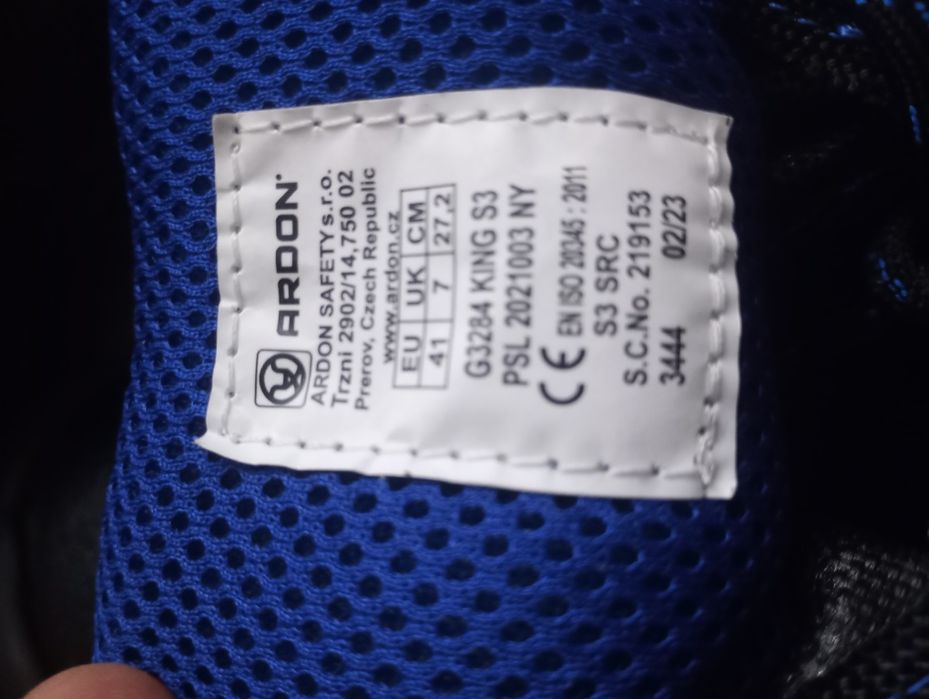 ARDON
ARDON SAFETY s.r.o.
Trzni 2902/14,750 02
Prerov, Czech Republic
www.ardon.cz
EU UK CM
41 7 27,2
G3284 KING S3
PSL 2021003 NY
CE EN ISO 20345 : 2011
S3 SRC
S.C.No. 219153
3444 02/23